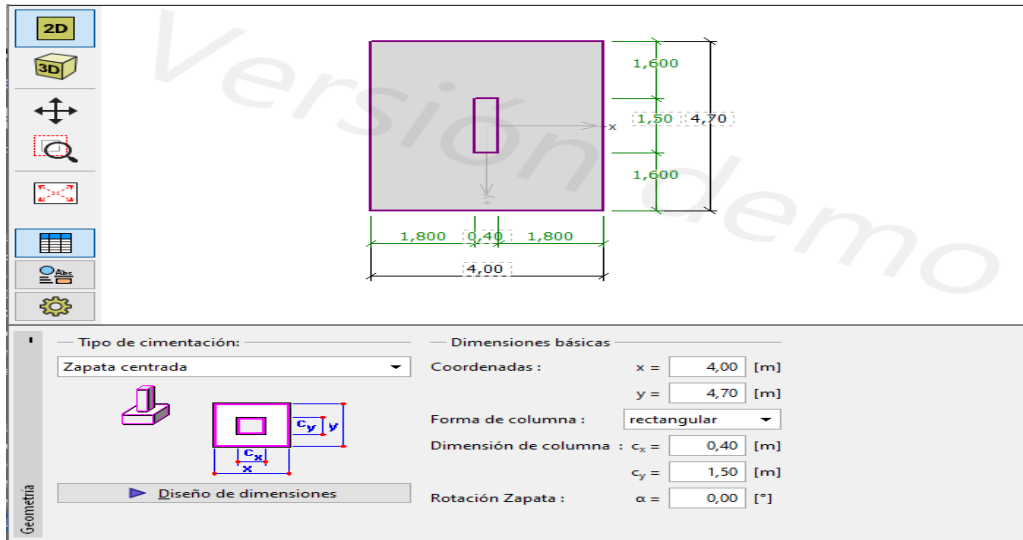 2D
3D
Versión demo
1,600
1,50 4,70
x
1,600
1,800 0,40 1,800
4,00
Abc
Geometría
Tipo de cimentación:
Zapata centrada
cy y
cx
x
Diseño de dimensiones
Dimensiones básicas
Coordenadas : x = 4,00 [m]
y = 4,70 [m]
Forma de columna : rectangular
Dimensión de columna : cx = 0,40 [m]
cy = 1,50 [m]
Rotación Zapata : α = 0,00 [°]